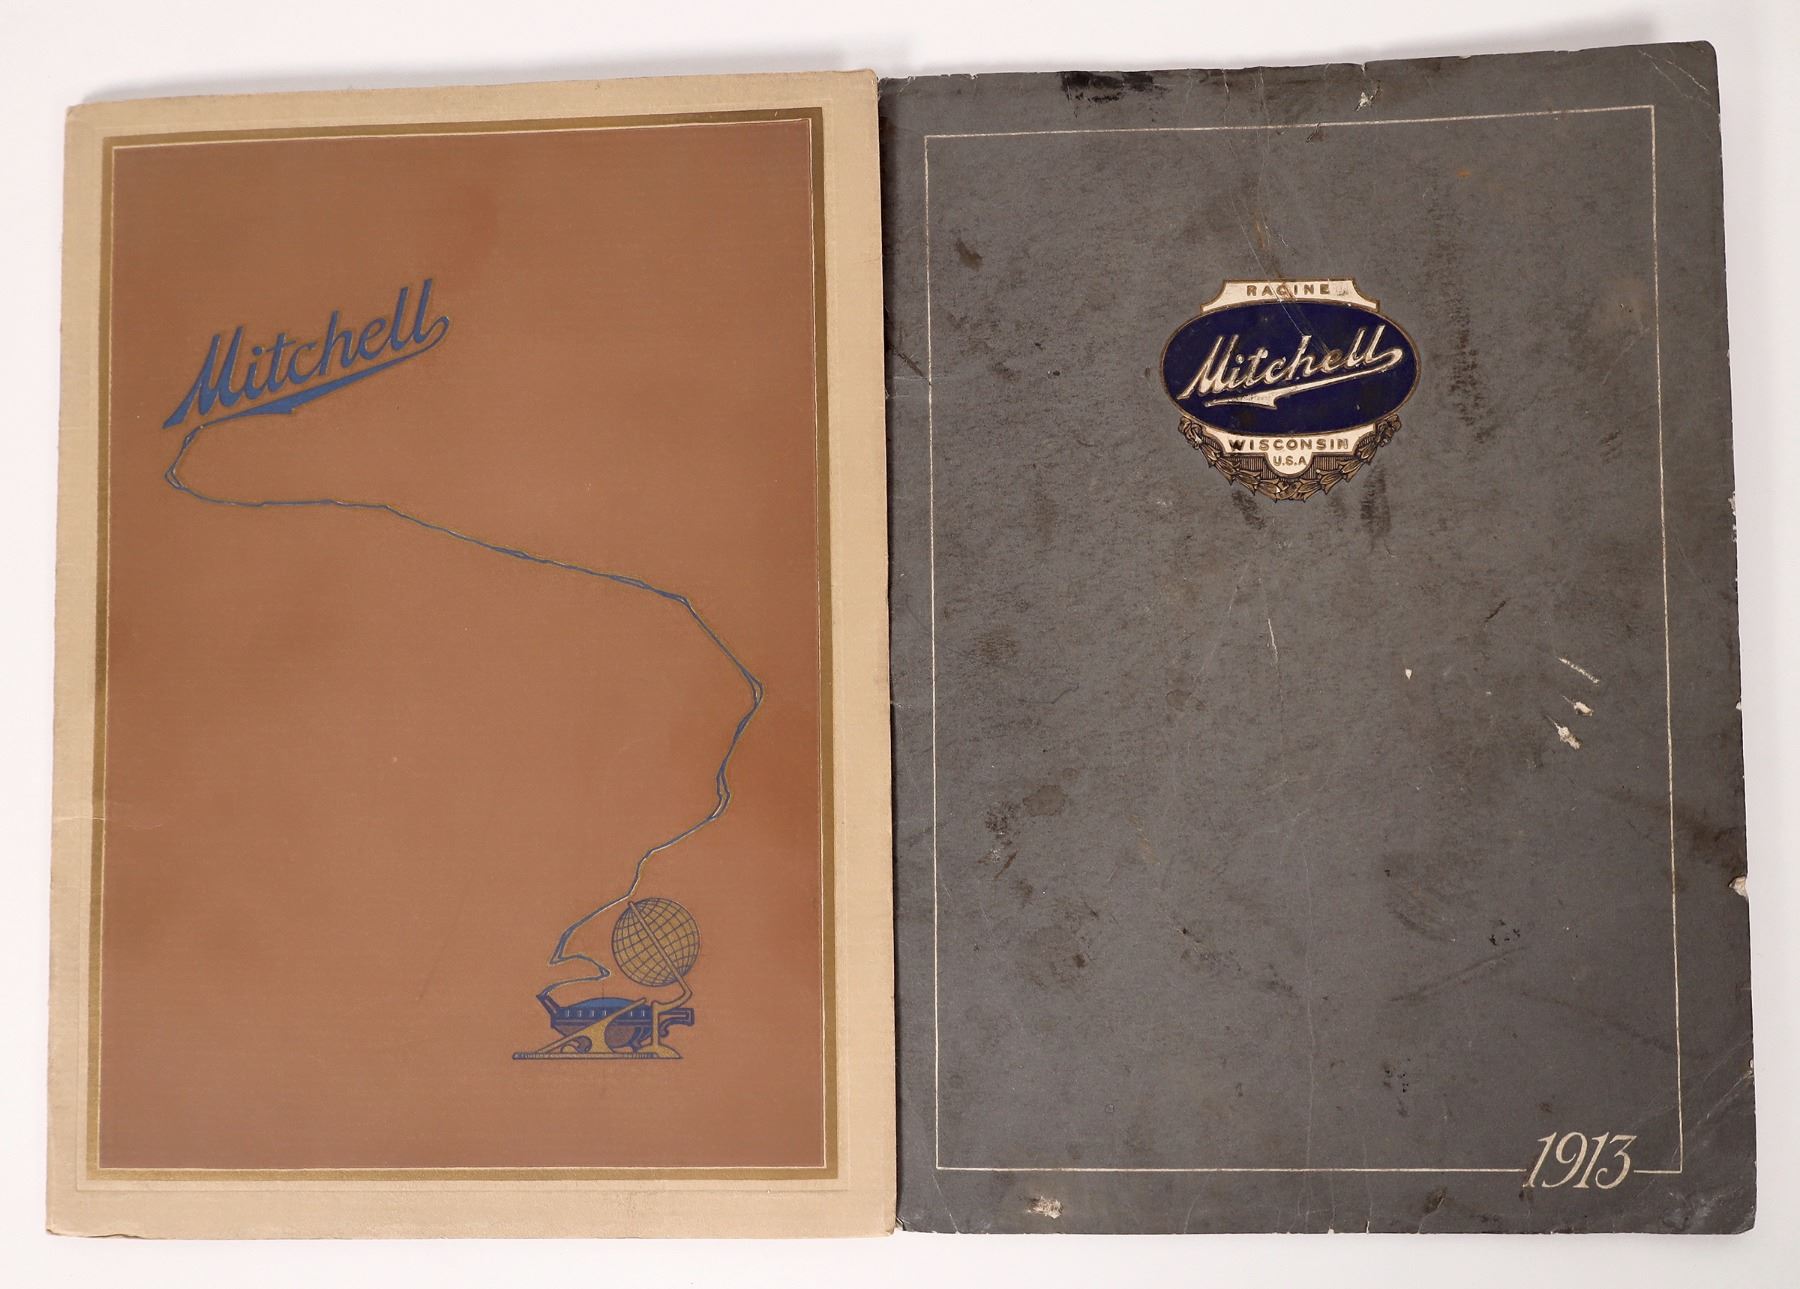 Mitchell
RACINE
Mitchell
WISCONSIN
U.S.A
1913